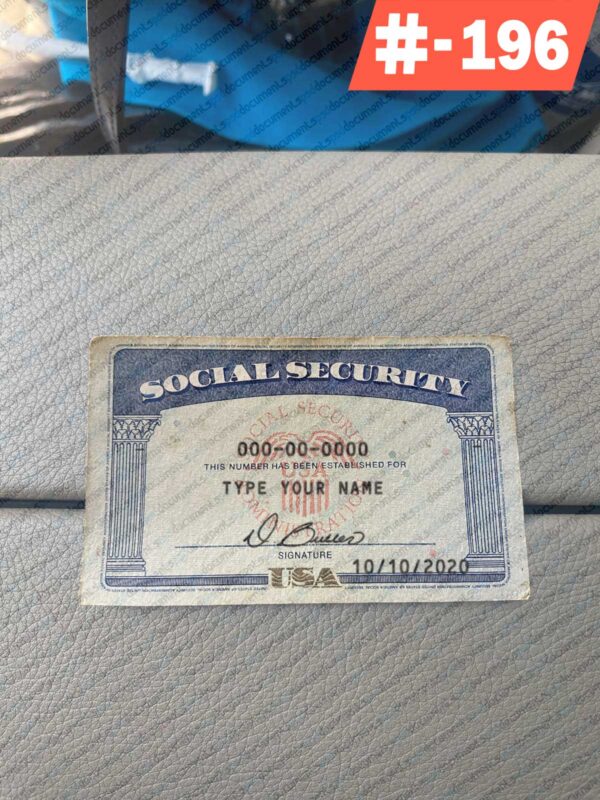 #-196
SOCIAL SECURITY
000-00-0000
THIS NUMBER HAS BEEN ESTABLISHED FOR
USA
TYPE YOUR NAME
SIGNATURE
USA 10/10/2020